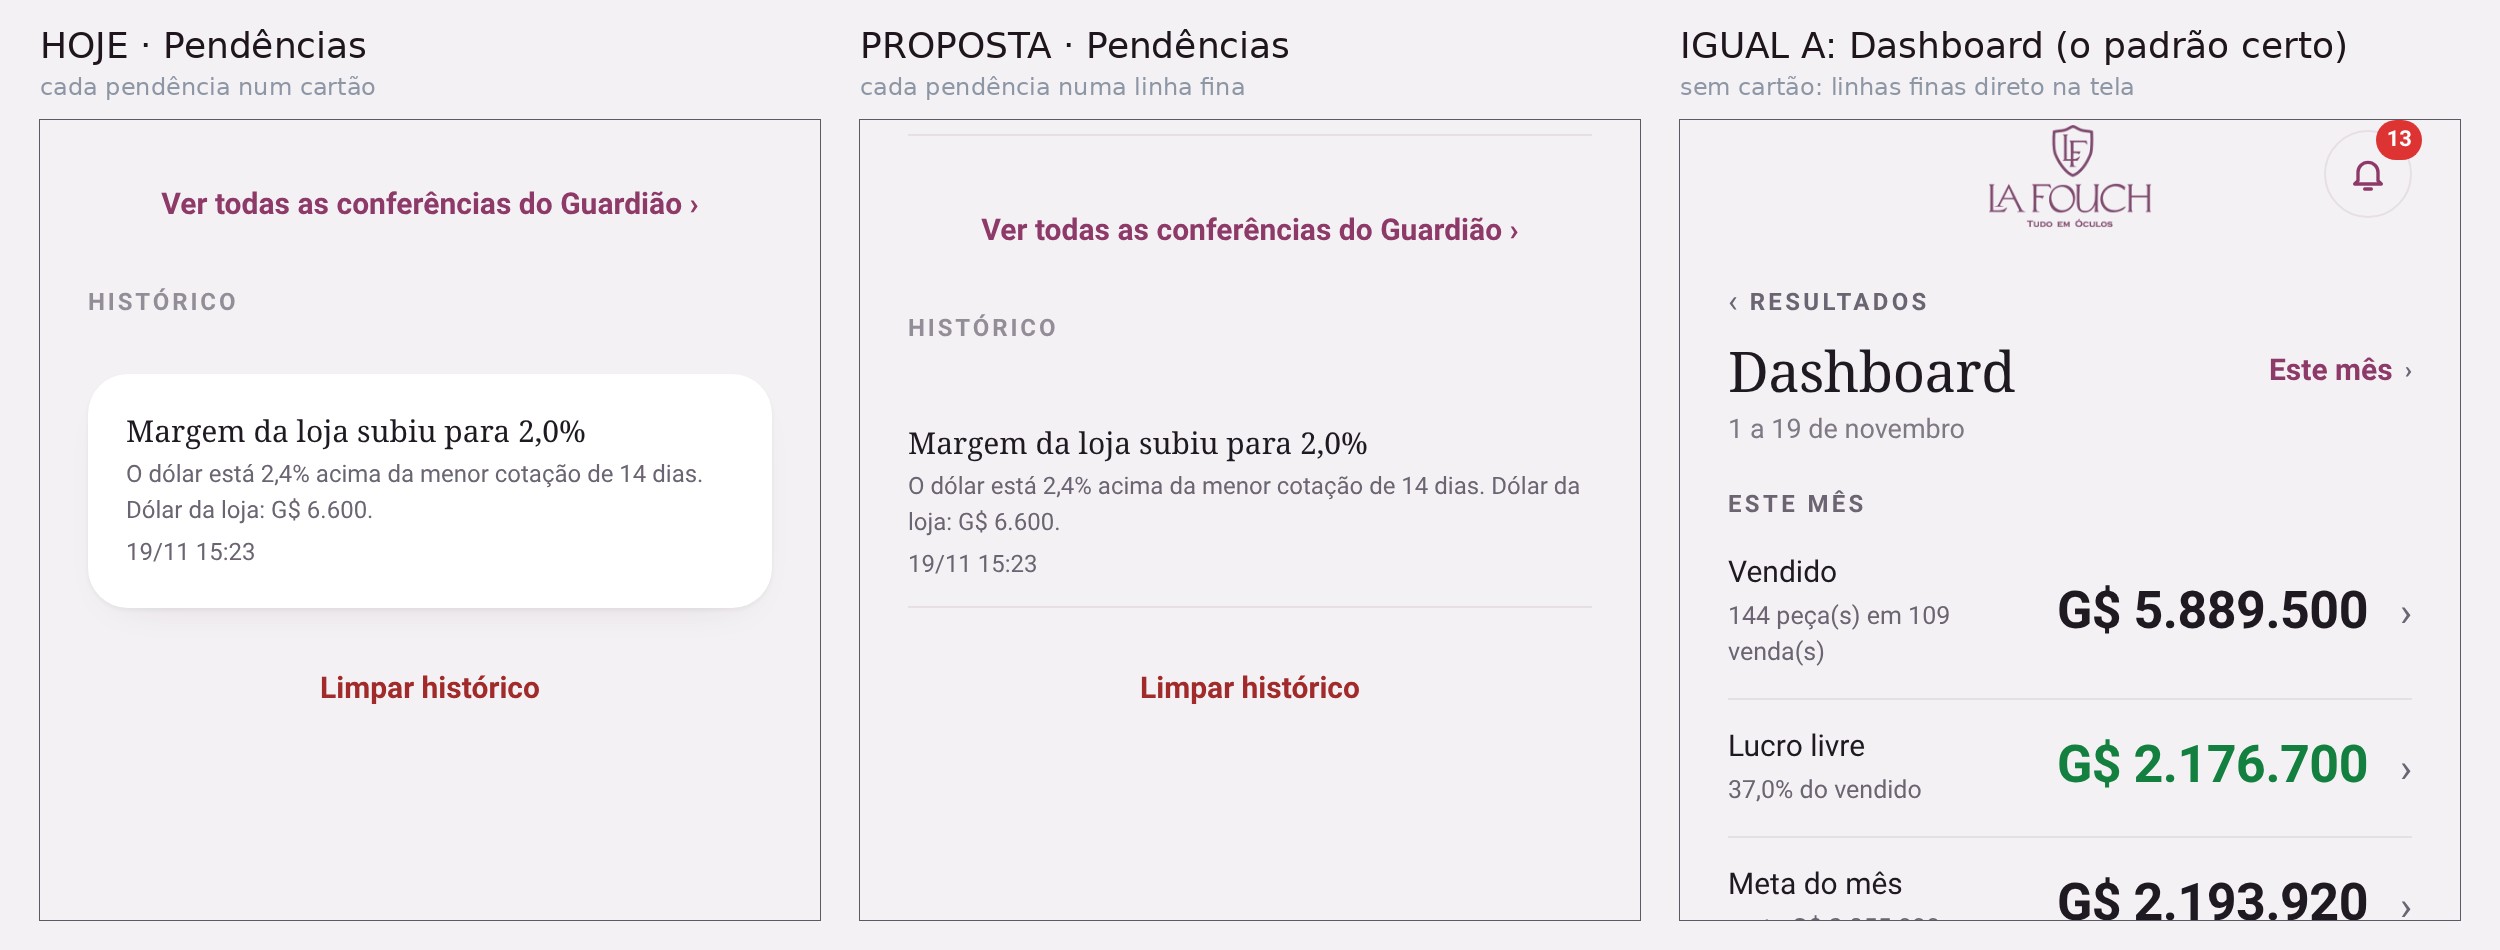 HOJE · Pendências
cada pendência num cartão
Ver todas as conferências do Guardião ›
HISTÓRICO
Margem da loja subiu para 2,0%
O dólar está 2,4% acima da menor cotação de 14 dias.
Dólar da loja: G$ 6.600.
19/11 15:23
Limpar histórico
PROPOSTA · Pendências
cada pendência numa linha fina
Ver todas as conferências do Guardião ›
HISTÓRICO
Margem da loja subiu para 2,0%
O dólar está 2,4% acima da menor cotação de 14 dias. Dólar da
loja: G$ 6.600.
19/11 15:23
Limpar histórico
IGUAL A: Dashboard (o padrão certo)
sem cartão: linhas finas direto na tela
LF
LA FOUCH
TUDO EM ÓCULOS
13
‹ RESULTADOS
Dashboard
Este mês ›
1 a 19 de novembro
ESTE MÊS
Vendido
144 peça(s) em 109
venda(s)
G$ 5.889.500 ›
Lucro livre
37,0% do vendido
G$ 2.176.700 ›
Meta do mês
G$ 2.193.920 ›